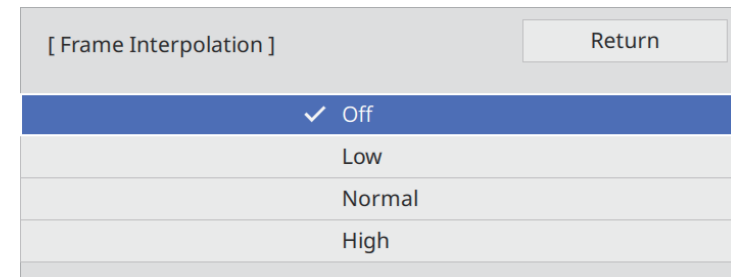 [ Frame Interpolation ] Return
Off
Low
Normal
High